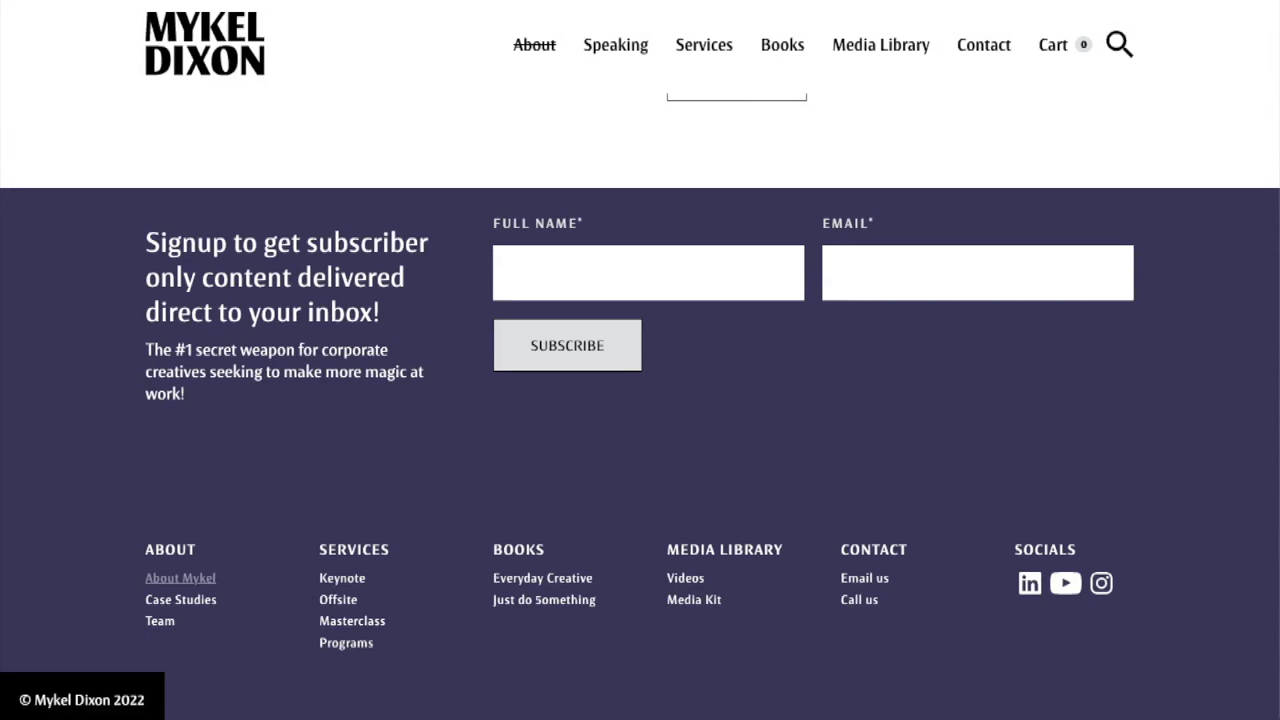 MYKEL
DIXON
About Speaking Services Books Media Library Contact Cart 0
FULL NAME* EMAIL*
Signup to get subscriber
only content delivered
direct to your inbox!
SUBSCRIBE
The #1 secret weapon for corporate
creatives seeking to make more magic at
work!
ABOUT SERVICES BOOKS MEDIA LIBRARY CONTACT SOCIALS
About Mykel Keynote Everyday Creative Videos Email us
Case Studies Offsite Just do 5omething Media Kit Call us
Team Masterclass
Programs
© Mykel Dixon 2022